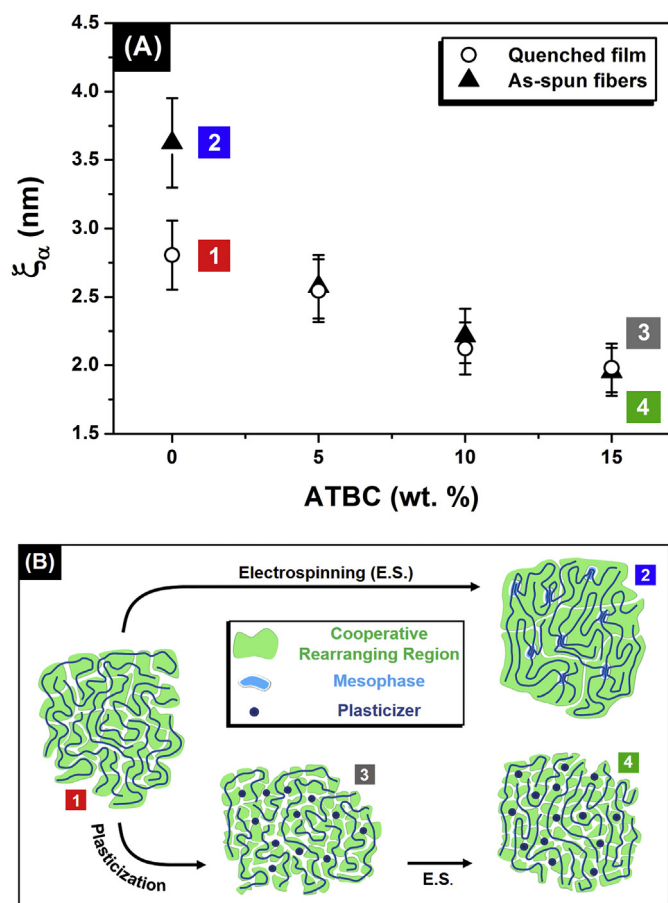 (A)
Quenched film
As-spun fibers
4.5
4.0
3.5
3.0
2.5
2.0
1.5
ξα (nm)
2
1
3
4
0
5
10
15
ATBC (wt. %)
(B)
Electrospinning (E.S.)
2
Cooperative
Rearranging Region
Mesophase
Plasticizer
1
3
4
Plasticization
E.S.